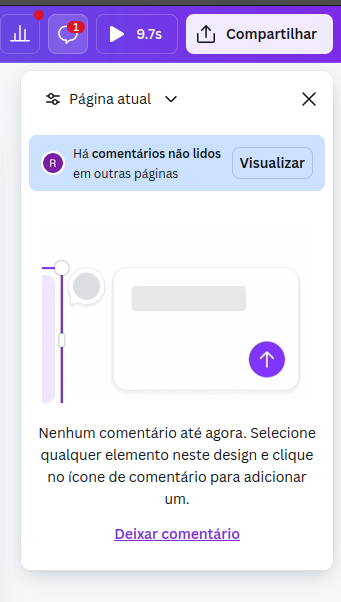 1
9.7s
Compartilhar
Página atual
R
Há comentários não lidos
em outras páginas
Visualizar
Nenhum comentário até agora. Selecione
qualquer elemento neste design e clique
no ícone de comentário para adicionar
um.
Deixar comentário